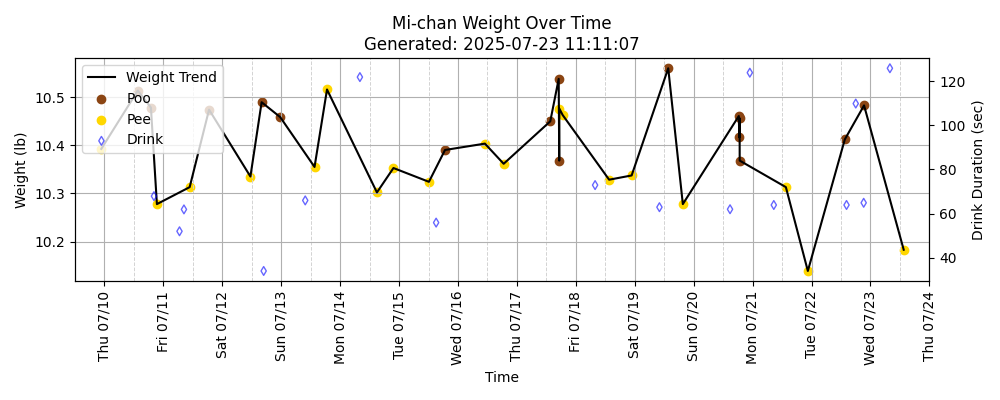 Mi-chan Weight Over Time
Generated: 2025-07-23 11:11:07
Weight Trend
Poo
Pee
Drink
Weight (lb)
10.5
10.4
10.3
10.2
Drink Duration (sec)
120
100
80
60
40
Thu 07/10
Fri 07/11
Sat 07/12
Sun 07/13
Mon 07/14
Tue 07/15
Wed 07/16
Thu 07/17
Fri 07/18
Sat 07/19
Sun 07/20
Mon 07/21
Tue 07/22
Wed 07/23
Thu 07/24
Time